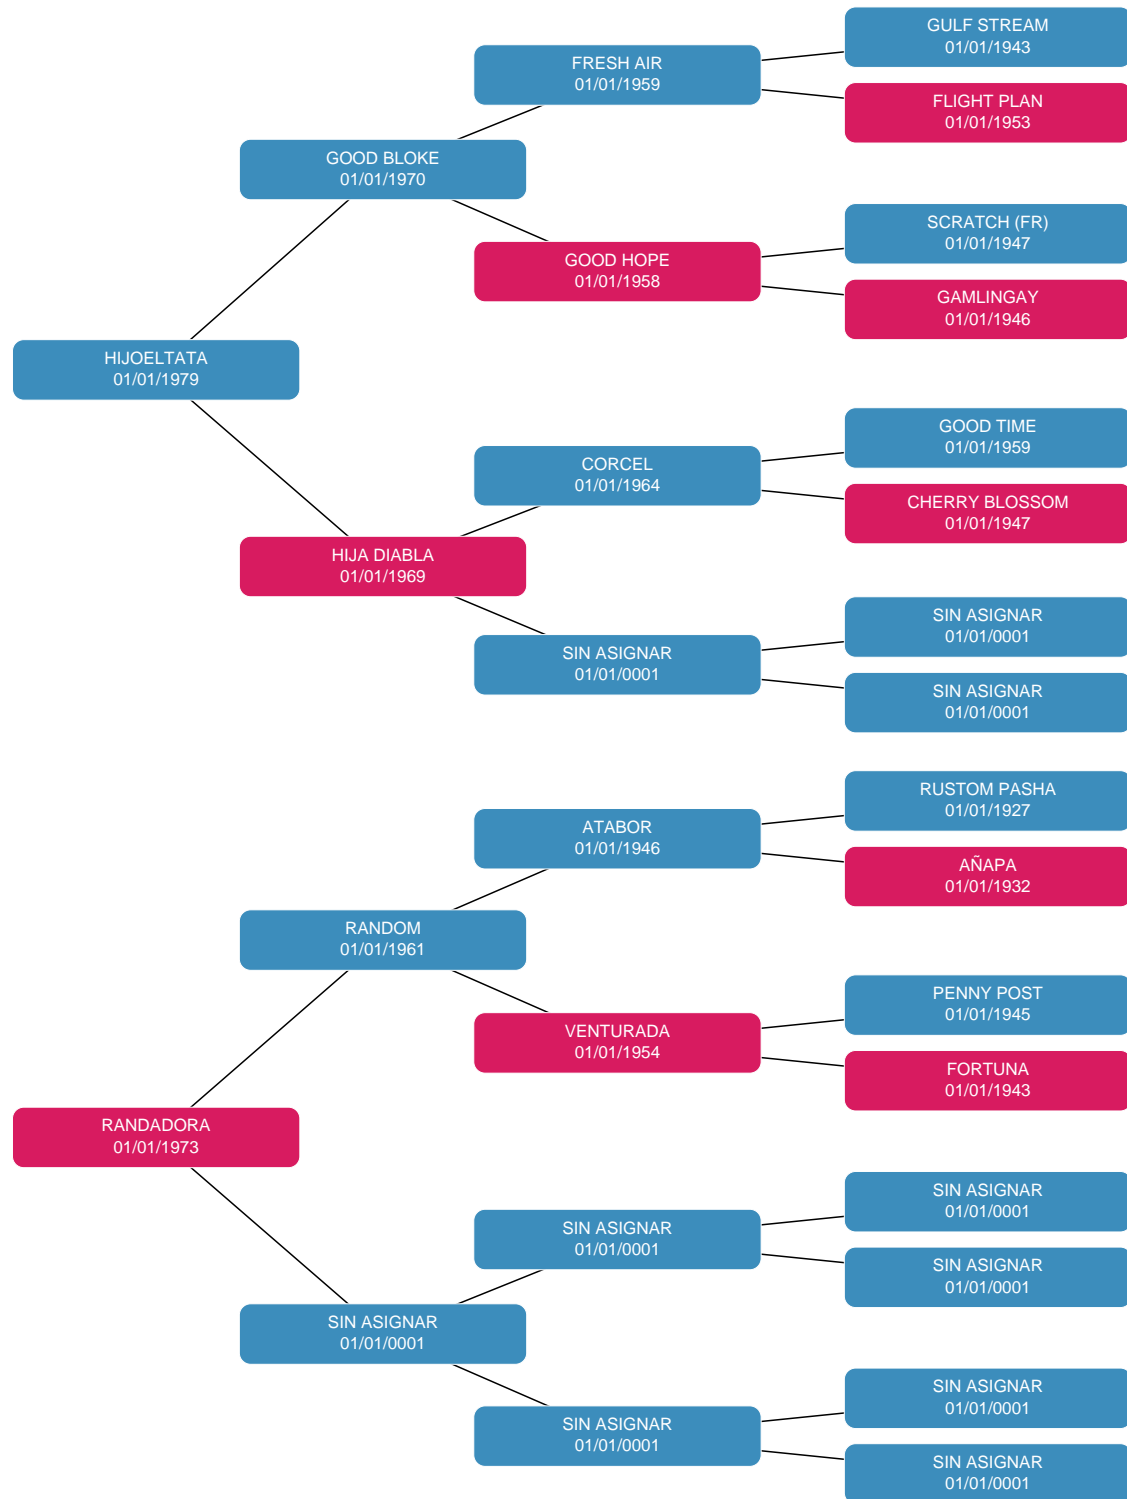 GULF STREAM
01/01/1943
FRESH AIR
01/01/1959
FLIGHT PLAN
01/01/1953
GOOD BLOKE
01/01/1970
SCRATCH (FR)
01/01/1947
GOOD HOPE
01/01/1958
GAMLINGAY
01/01/1946
HIJOELTATA
01/01/1979
GOOD TIME
01/01/1959
CORCEL
01/01/1964
CHERRY BLOSSOM
01/01/1947
HIJA DIABLA
01/01/1969
SIN ASIGNAR
01/01/0001
SIN ASIGNAR
01/01/0001
SIN ASIGNAR
01/01/0001
RUSTOM PASHA
01/01/1927
ATABOR
01/01/1946
AÑAPA
01/01/1932
RANDOM
01/01/1961
PENNY POST
01/01/1945
VENTURADA
01/01/1954
FORTUNA
01/01/1943
RANDADORA
01/01/1973
SIN ASIGNAR
01/01/0001
SIN ASIGNAR
01/01/0001
SIN ASIGNAR
01/01/0001
SIN ASIGNAR
01/01/0001
SIN ASIGNAR
01/01/0001
SIN ASIGNAR
01/01/0001
SIN ASIGNAR
01/01/0001